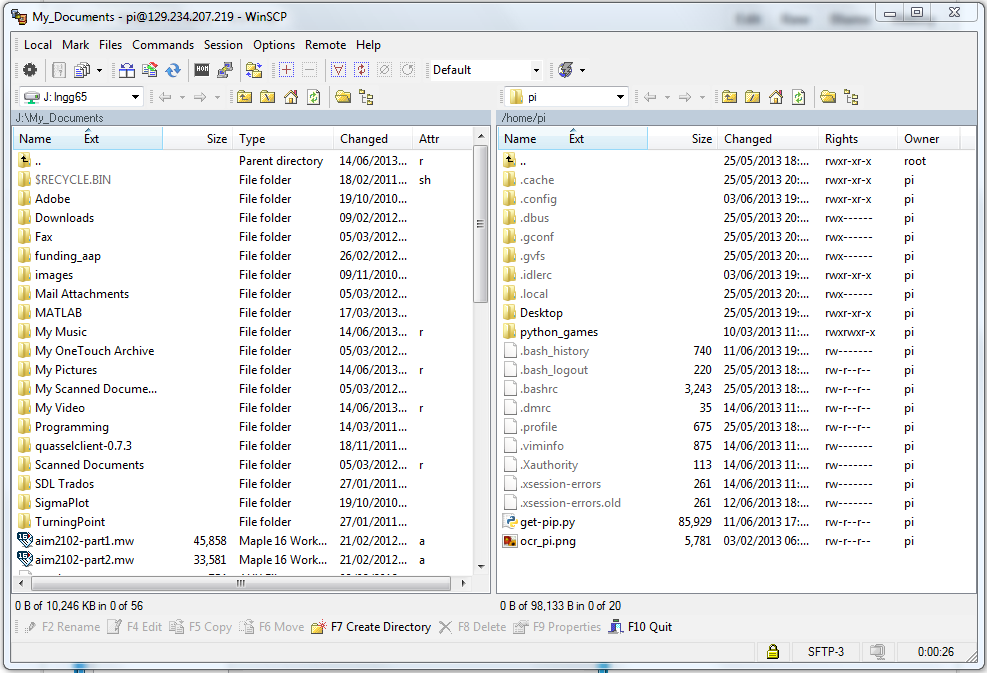 My_Documents - pi@129.234.207.219 - WinSCP
Local Mark Files Commands Session Options Remote Help
Default
J: lngg65
pi
J:\My_Documents
/home/pi
Name Ext Size Type Changed Attr
Name Ext Size Changed Rights Owner
.. Parent directory 14/06/2013... r
$RECYCLE.BIN File folder 18/02/2011... sh
Adobe File folder 19/10/2010...
Downloads File folder 09/02/2012...
Fax File folder 05/03/2012...
funding_aap File folder 26/02/2012...
images File folder 09/11/2010...
Mail Attachments File folder 05/03/2012...
MATLAB File folder 17/03/2013...
My Music File folder 14/06/2013... r
My OneTouch Archive File folder 05/03/2012...
My Pictures File folder 14/06/2013... r
My Scanned Docume... File folder 05/03/2012...
My Video File folder 14/06/2013... r
Programming File folder 14/03/2011...
quasselclient-0.7.3 File folder 18/11/2011...
Scanned Documents File folder 05/03/2012... r
SDL Trados File folder 27/01/2011...
SigmaPlot File folder 19/10/2010...
TurningPoint File folder 27/01/2011...
aim2102-part1.mw 45,858 Maple 16 Work... 21/02/2012... a
aim2102-part2.mw 33,581 Maple 16 Work... 21/02/2012... a
.. 25/05/2013 18:... rwxr-xr-x root
.cache 25/05/2013 20:... rwxr-xr-x pi
.config 03/06/2013 19:... rwxr-xr-x pi
.dbus 25/05/2013 20:... rwx------ pi
.gconf 25/05/2013 20:... rwx------ pi
.gvfs 25/05/2013 20:... rwx------ pi
.idlerc 03/06/2013 19:... rwxr-xr-x pi
.local 25/05/2013 20:... rwx------ pi
Desktop 25/05/2013 19:... rwxr-xr-x pi
python_games 10/03/2013 11:... rwxrwxr-x pi
.bash_history 740 11/06/2013 19:... rw------- pi
.bash_logout 220 25/05/2013 18:... rw-r--r-- pi
.bashrc 3,243 25/05/2013 18:... rw-r--r-- pi
.dmrc 35 14/06/2013 11:... rw-r--r-- pi
.profile 675 25/05/2013 18:... rw-r--r-- pi
.viminfo 875 14/06/2013 11:... rw------- pi
.Xauthority 113 14/06/2013 11:... rw------- pi
.xsession-errors 261 14/06/2013 11:... rw------- pi
.xsession-errors.old 261 12/06/2013 18:... rw------- pi
get-pip.py 85,929 11/06/2013 17:... rw-r--r-- pi
ocr_pi.png 5,781 03/02/2013 06:... rw-r--r-- pi
0 B of 10,246 KB in 0 of 56
0 B of 98,133 B in 0 of 20
F2 Rename F4 Edit F5 Copy F6 Move F7 Create Directory F8 Delete F9 Properties F10 Quit
SFTP-3 0:00:26